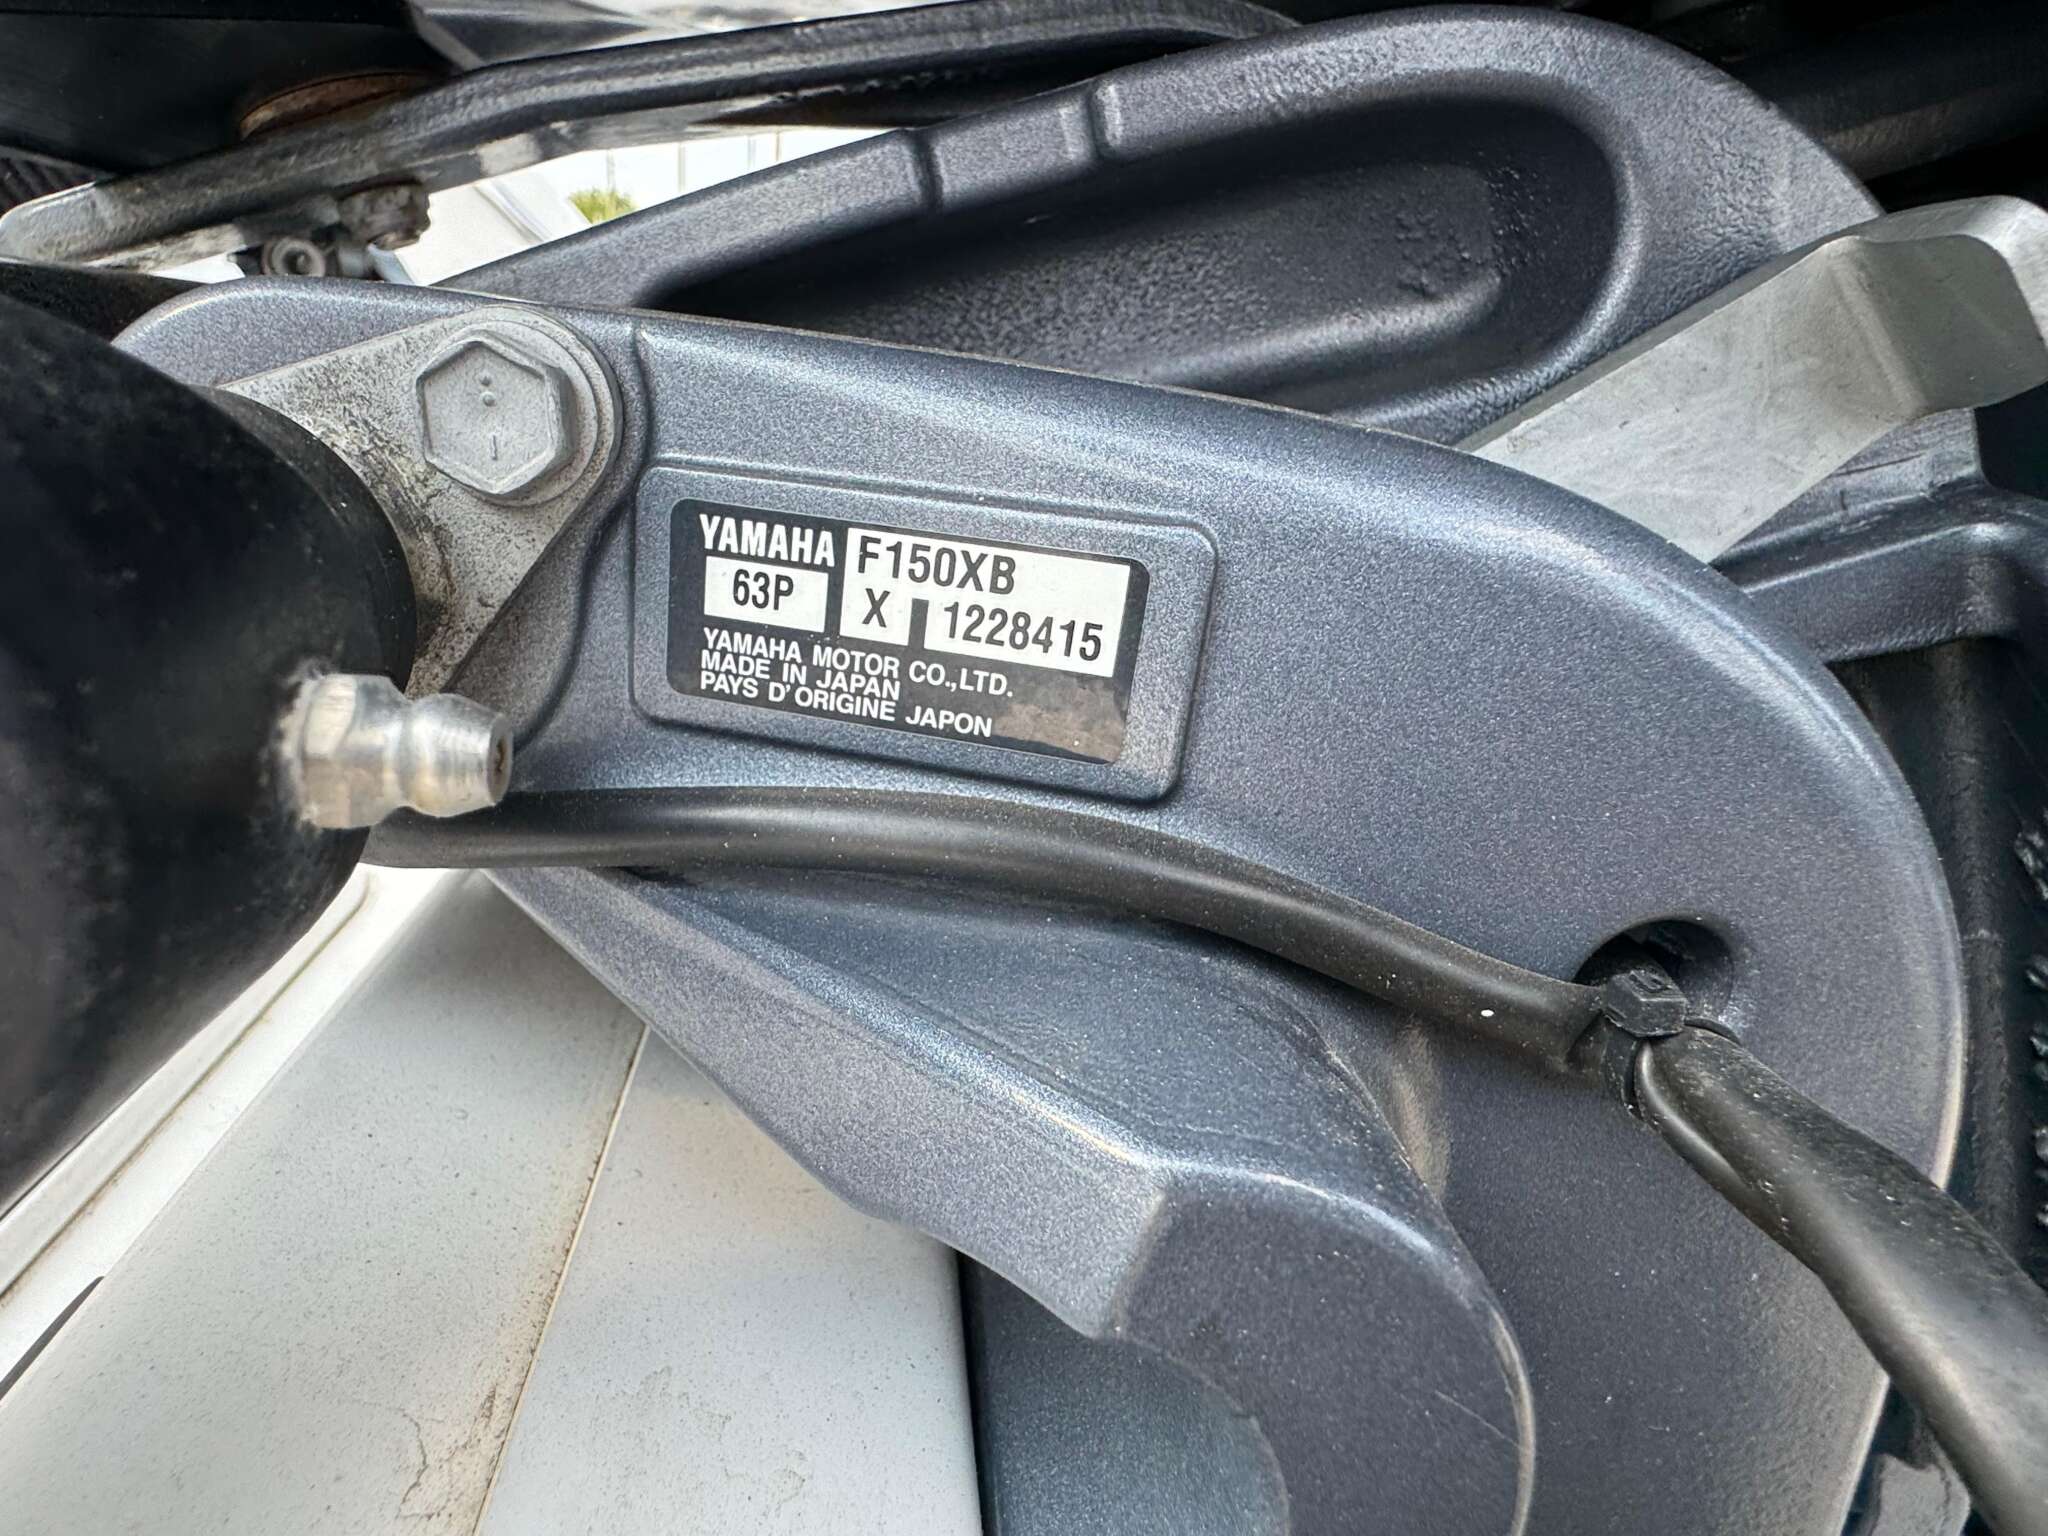 YAMAHA F150XB
63P X 1228415
YAMAHA MOTOR CO.,LTD.
MADE IN JAPAN
PAYS D'ORIGINE JAPON